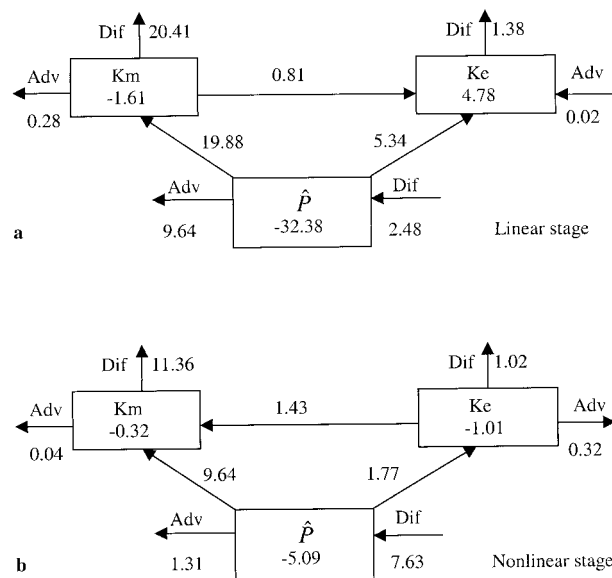 Dif 20.41
Dif 1.38
Adv Km 0.81 Ke Adv
-1.61 4.78
0.28 0.02
19.88 5.34
Adv P̂ Dif
-32.38
9.64 2.48
a Linear stage
Dif 11.36
Dif 1.02
Adv Km 1.43 Ke Adv
-0.32 -1.01
0.04 0.32
9.64 1.77
Adv P̂ Dif
-5.09
1.31 7.63
b Nonlinear stage